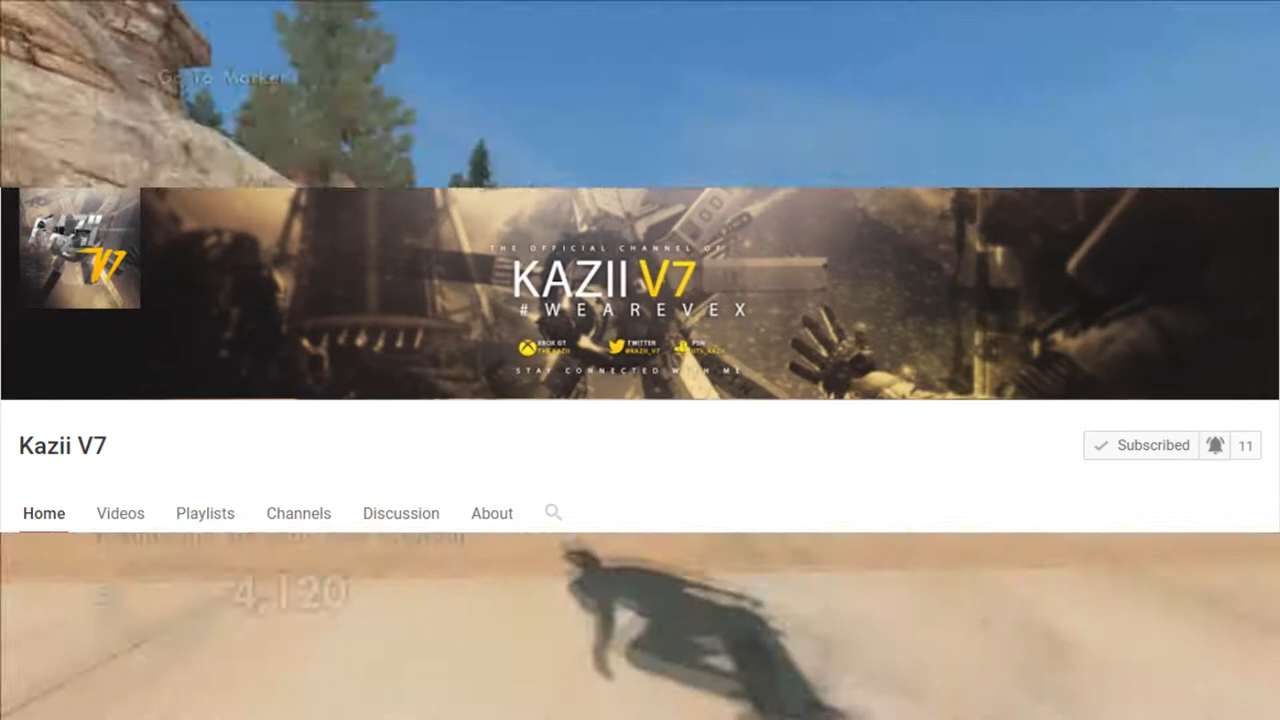 Go To Marker
THE OFFICIAL CHANNEL OF
KAZII V7
#WEAREVEX
XBOX GT
TWITTER
@KAZII_V7
PSN
STAY CONNECTED WITH ME
V7
Kazii V7
Subscribed
11
Home
Videos
Playlists
Channels
Discussion
About
4,120